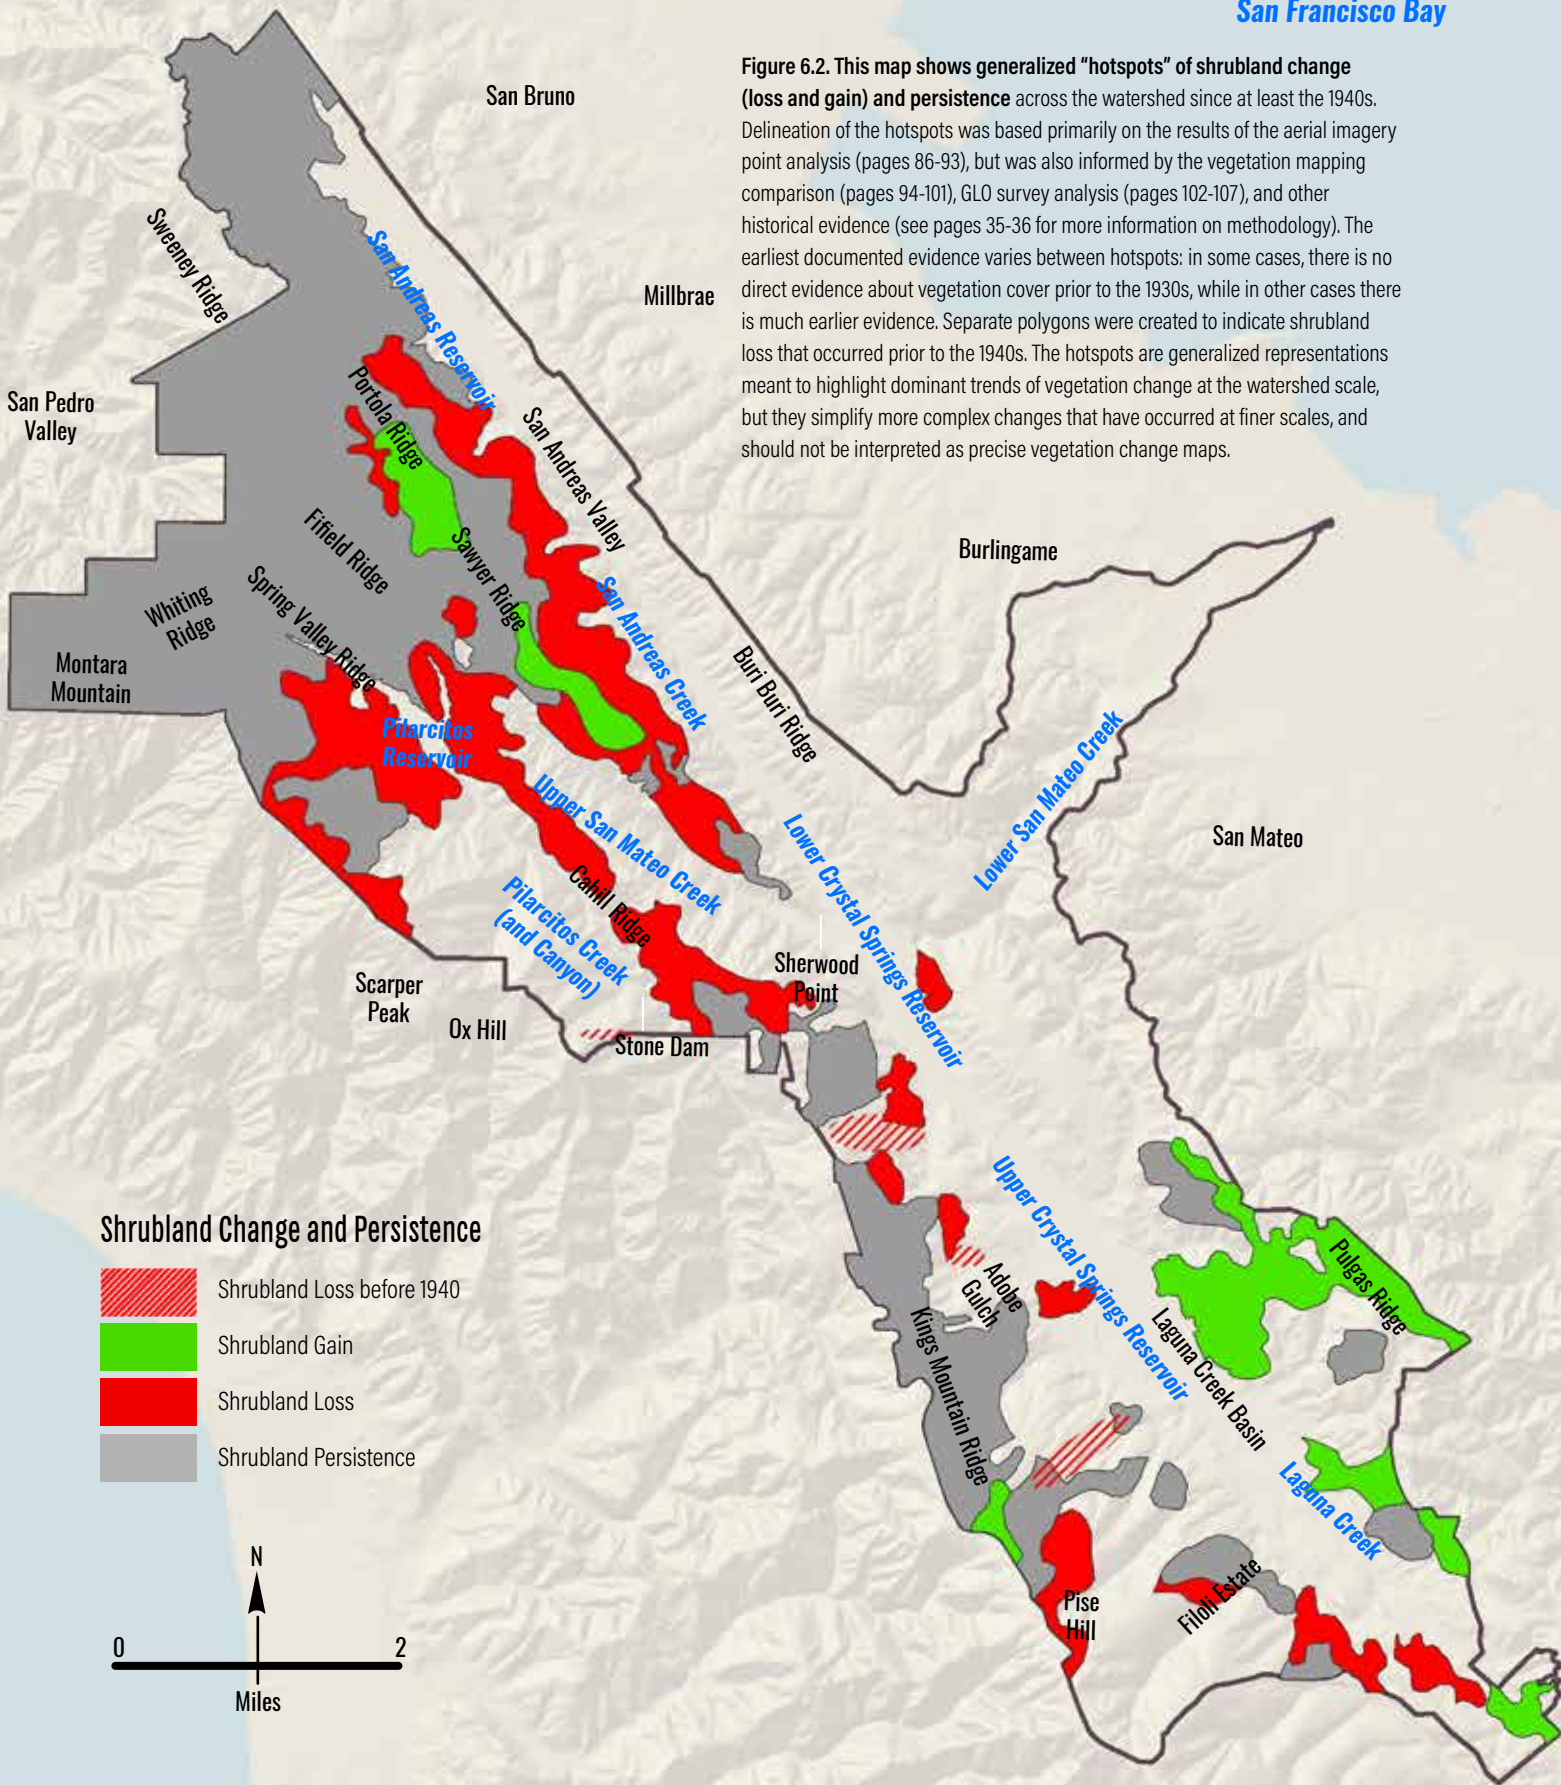 San Francisco Bay
Figure 6.2. This map shows generalized “hotspots” of shrubland change
(loss and gain) and persistence across the watershed since at least the 1940s.
Delineation of the hotspots was based primarily on the results of the aerial imagery
point analysis (pages 86-93), but was also informed by the vegetation mapping
comparison (pages 94-101), GLO survey analysis (pages 102-107), and other
historical evidence (see pages 35-36 for more information on methodology). The
earliest documented evidence varies between hotspots: in some cases, there is no
direct evidence about vegetation cover prior to the 1930s, while in other cases there
is much earlier evidence. Separate polygons were created to indicate shrubland
loss that occurred prior to the 1940s. The hotspots are generalized representations
meant to highlight dominant trends of vegetation change at the watershed scale,
but they simplify more complex changes that have occurred at finer scales, and
should not be interpreted as precise vegetation change maps.
San Bruno
Sweeney Ridge
San Andreas Reservoir
Millbrae
San Pedro
Valley
Portola Ridge
San Andreas Valley
Fifield Ridge
Sawyer Ridge
Burlingame
Whiting
Ridge
Spring Valley Ridge
San Andreas Creek
Montara
Mountain
Buri Buri Ridge
Pilarcitos
Reservoir
Lower San Mateo Creek
Upper San Mateo Creek
San Mateo
Lower Crystal Springs Reservoir
Cahill Ridge
Pilarcitos Creek
(and Canyon)
Sherwood
Point
Scarper
Peak
Ox Hill
Stone Dam
Upper Crystal Springs Reservoir
Pulgas Ridge
Adobe
Gulch
Kings Mountain Ridge
Laguna Creek Basin
Laguna Creek
Pise
Hill
Filoli Estate
Shrubland Change and Persistence
Shrubland Loss before 1940
Shrubland Gain
Shrubland Loss
Shrubland Persistence
N
0
2
Miles